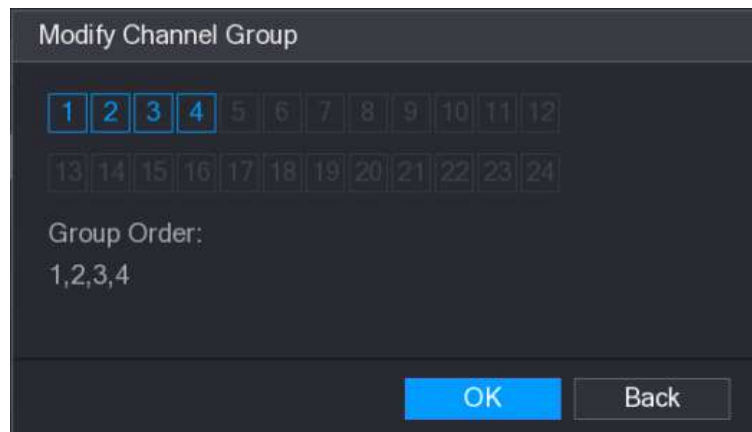 Modify Channel Group
1 2 3 4 5 6 7 8 9 10 11 12
13 14 15 16 17 18 19 20 21 22 23 24
Group Order:
1,2,3,4
OK Back